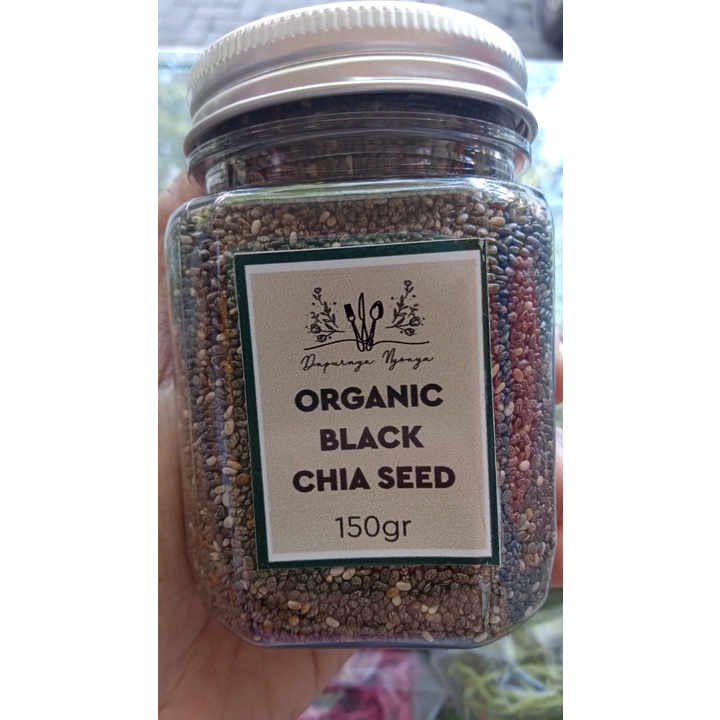 Dapurnya Nyonya
ORGANIC
BLACK
CHIA SEED
150gr